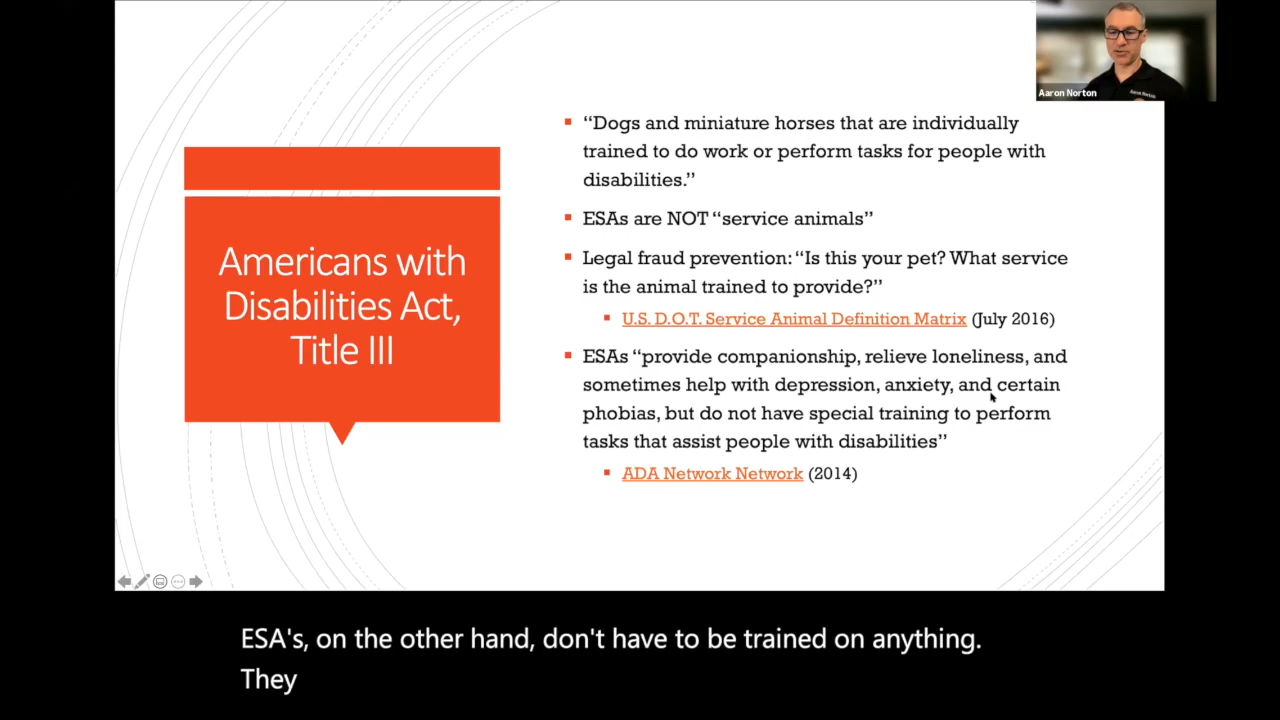 Aaron Norton
Americans with
Disabilities Act,
Title III
“Dogs and miniature horses that are individually
trained to do work or perform tasks for people with
disabilities.”
ESAs are NOT “service animals”
Legal fraud prevention: “Is this your pet? What service
is the animal trained to provide?”
U.S. D.O.T. Service Animal Definition Matrix (July 2016)
ESAs “provide companionship, relieve loneliness, and
sometimes help with depression, anxiety, and certain
phobias, but do not have special training to perform
tasks that assist people with disabilities”
ADA Network Network (2014)
ESA's, on the other hand, don't have to be trained on anything.
They